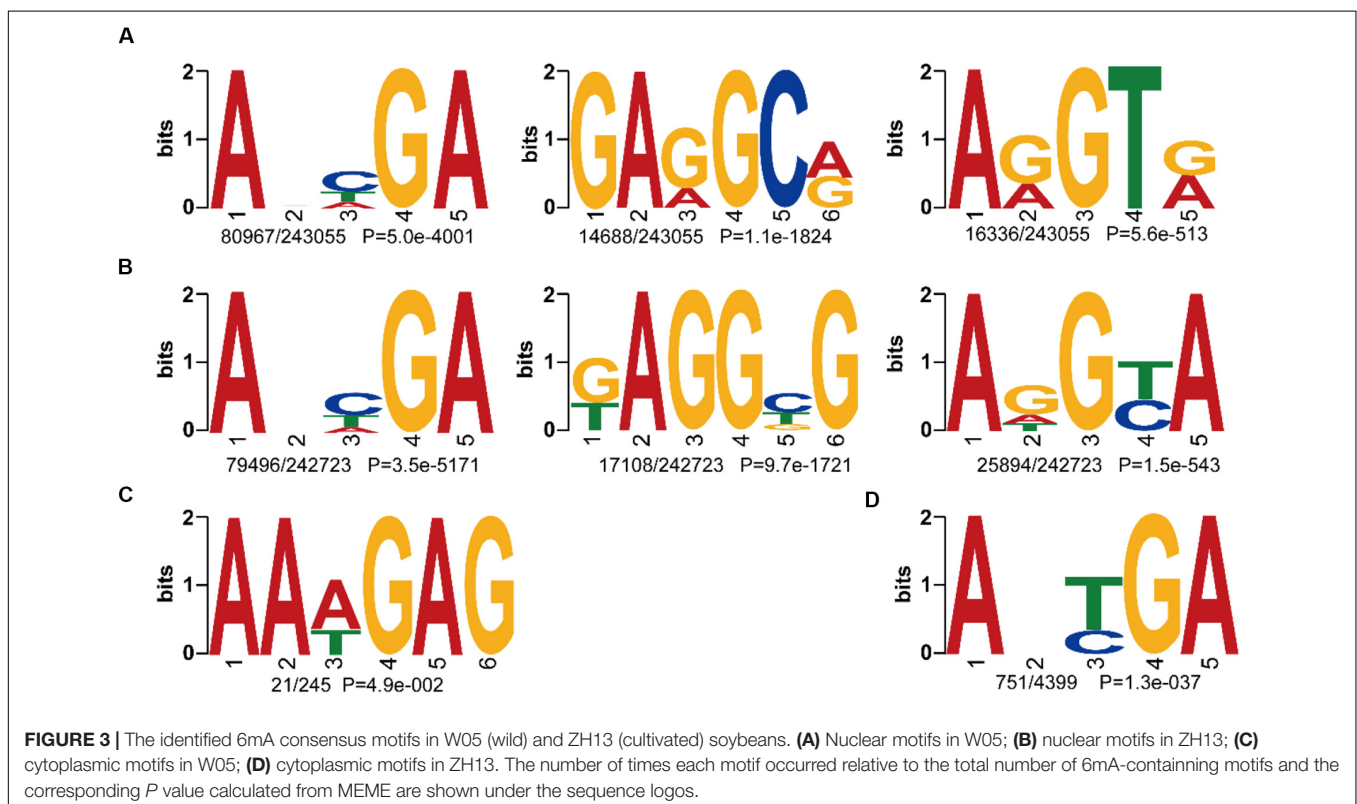 A
bits
2
1
0
A C T A G A
1 2 3 4 5
80967/243055 P=5.0e-4001
bits
2
1
0
G A G A G C A G
1 2 3 4 5 6
14688/243055 P=1.1e-1824
bits
2
1
0
A G A G T G A
1 2 3 4 5
16336/243055 P=5.6e-513
B
bits
2
1
0
A C T A G A
1 2 3 4 5
79496/242723 P=3.5e-5171
bits
2
1
0
G T A G G C T G G
1 2 3 4 5 6
17108/242723 P=9.7e-1721
bits
2
1
0
A G A T G T C A
1 2 3 4 5
25894/242723 P=1.5e-543
C
bits
2
1
0
A A A T G A G
1 2 3 4 5 6
21/245 P=4.9e-002
D
bits
2
1
0
A T C G A
1 2 3 4 5
751/4399 P=1.3e-037
FIGURE 3 | The identified 6mA consensus motifs in W05 (wild) and ZH13 (cultivated) soybeans. (A) Nuclear motifs in W05; (B) nuclear motifs in ZH13; (C)
cytoplasmic motifs in W05; (D) cytoplasmic motifs in ZH13. The number of times each motif occurred relative to the total number of 6mA-containning motifs and the
corresponding P value calculated from MEME are shown under the sequence logos.